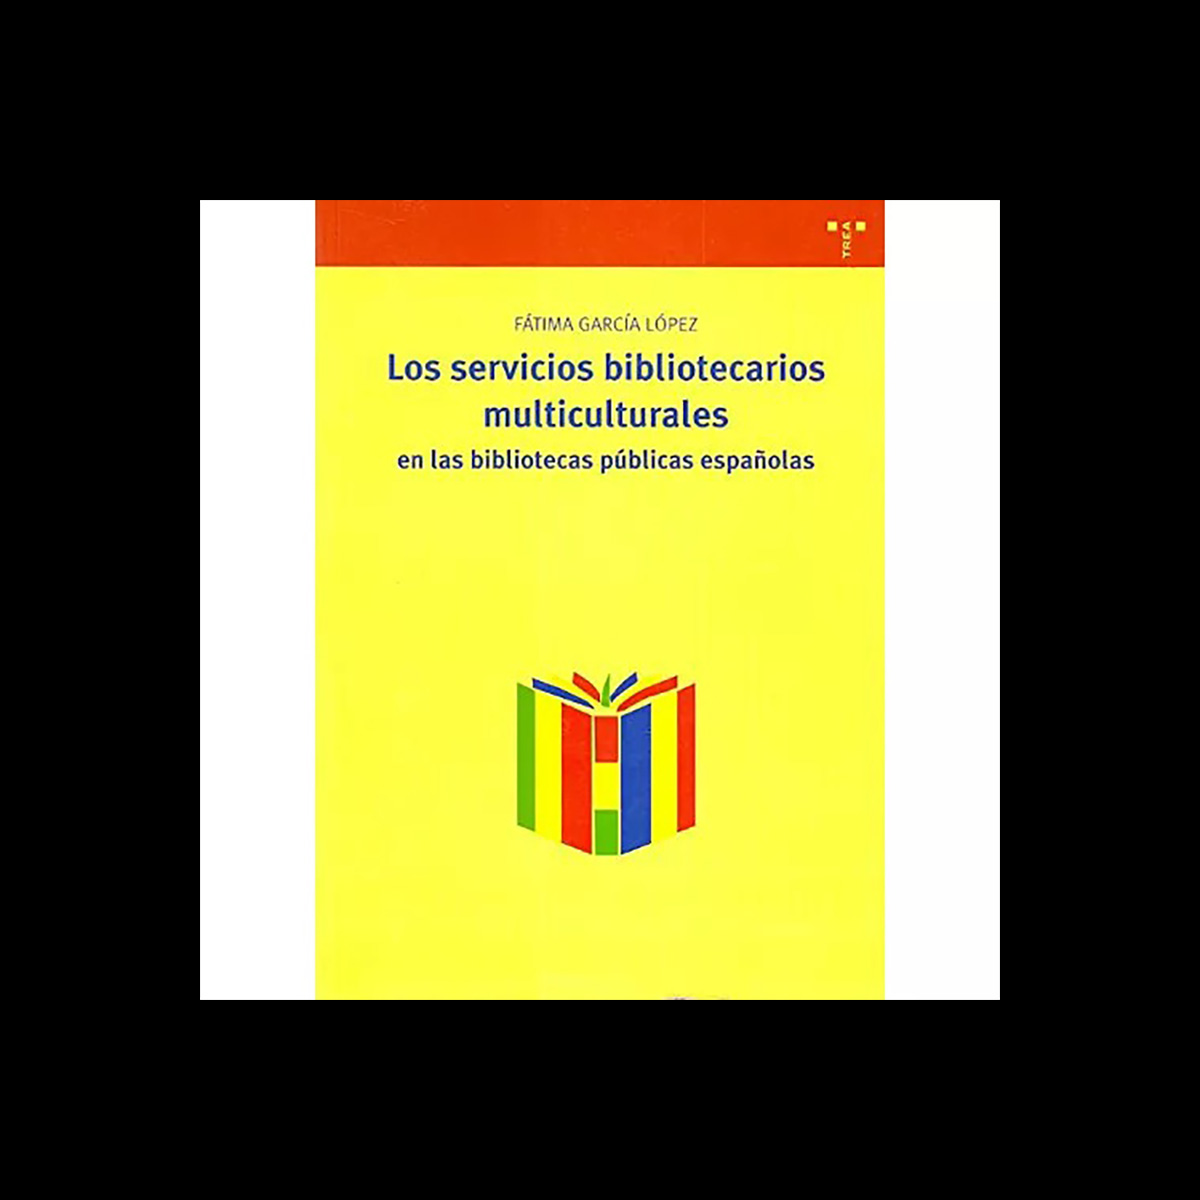 TREA
FÁTIMA GARCÍA LÓPEZ
Los servicios bibliotecarios
multiculturales
en las bibliotecas públicas españolas